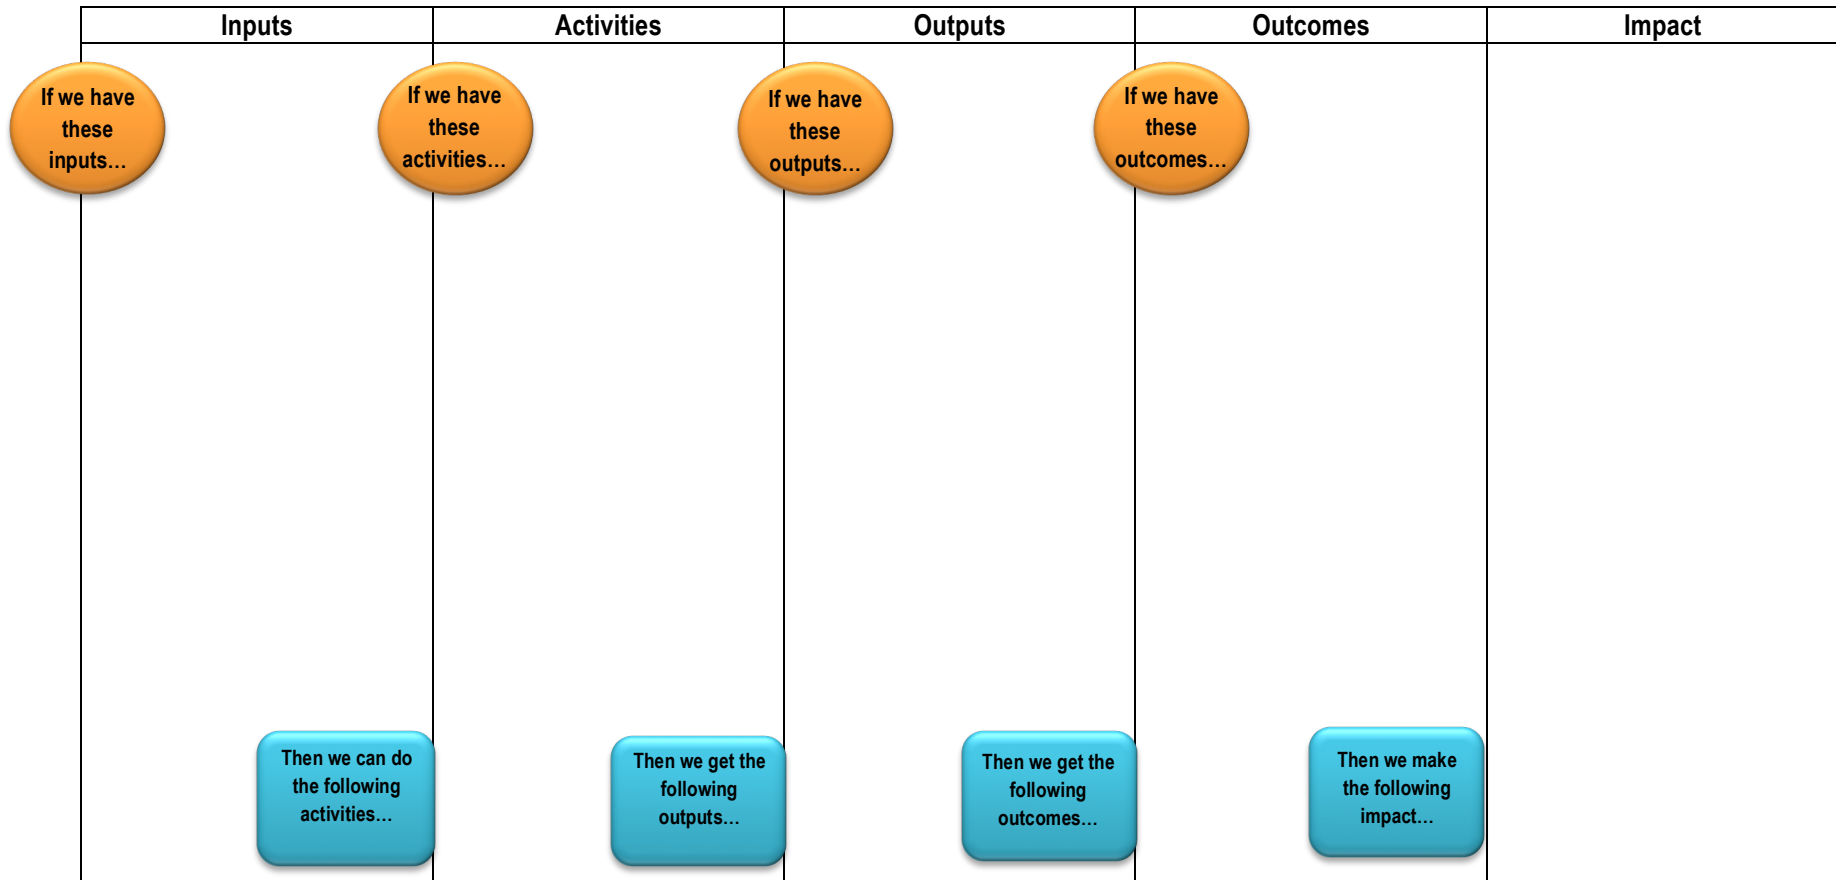 Inputs
Activities
Outputs
Outcomes
Impact
If we have
these
inputs…
If we have
these
activities…
If we have
these
outputs…
If we have
these
outcomes…
Then we can do
the following
activities…
Then we get the
following
outputs…
Then we get the
following
outcomes…
Then we make
the following
impact…